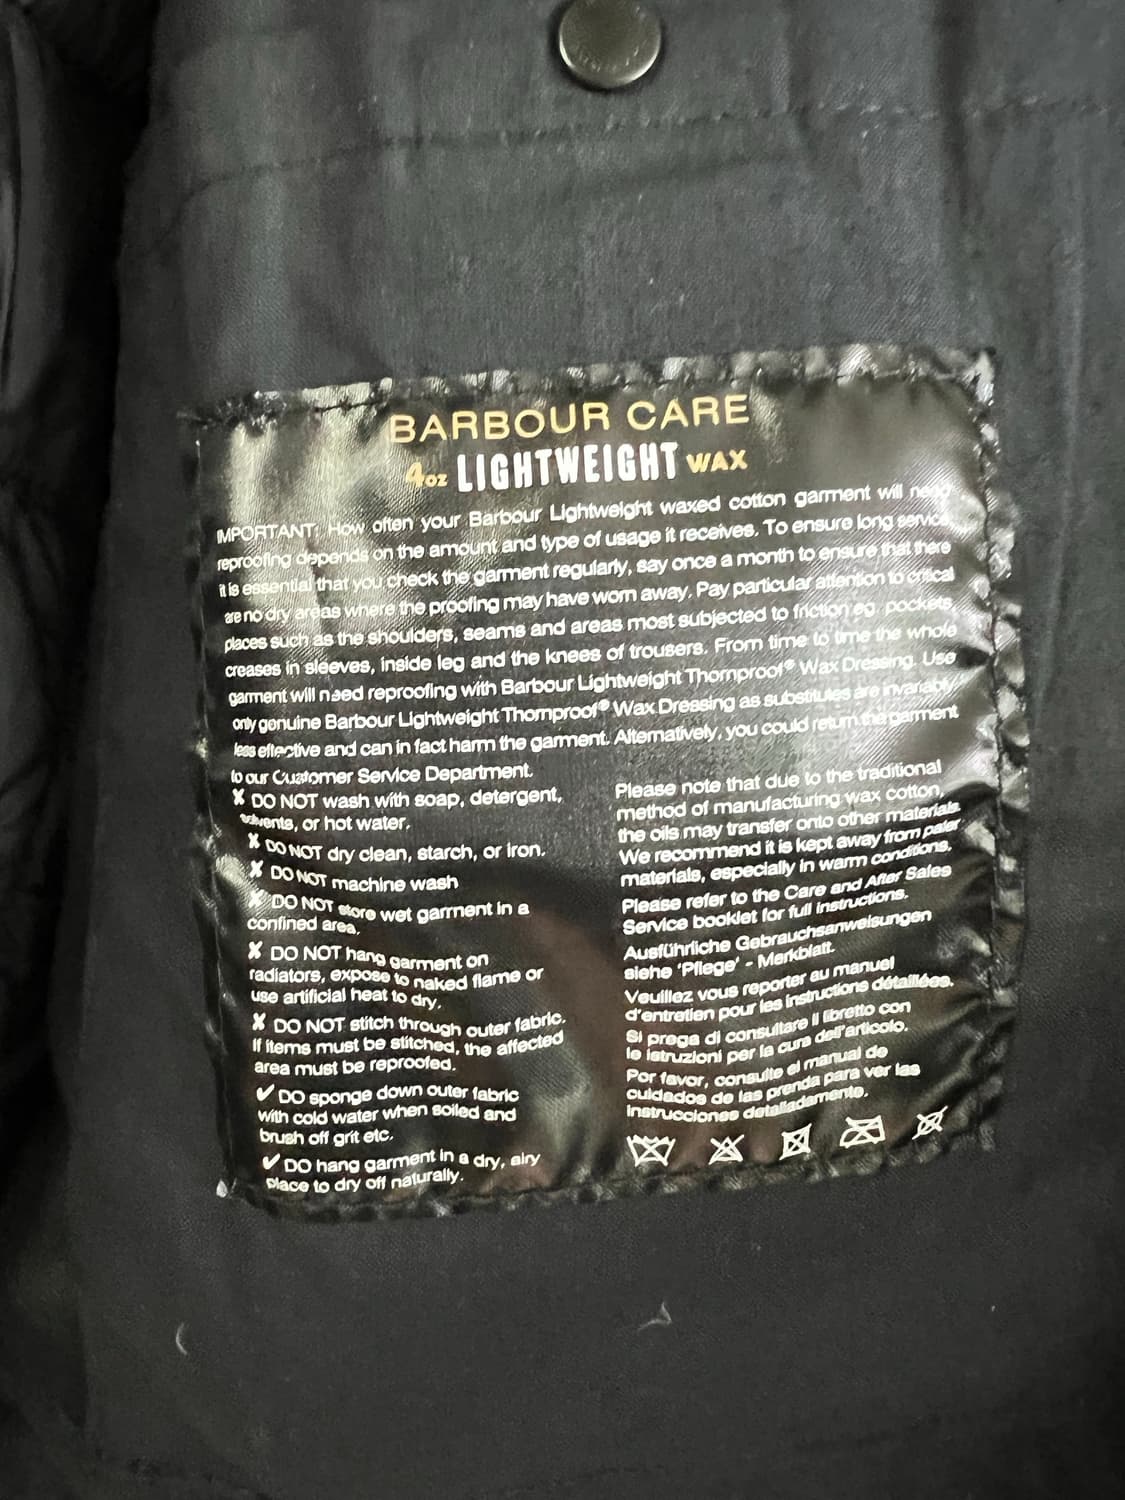 BARBOUR CARE
4oz LIGHTWEIGHT WAX
IMPORTANT: How often your Barbour Lightweight waxed cotton garment will need
reproofing depends on the amount and type of usage it receives. To ensure long service
it is essential that you check the garment regularly, say once a month to ensure that there
are no dry areas where the proofing may have worn away. Pay particular attention to critical
places such as the shoulders, seams and areas most subjected to friction eg. pockets,
creases in sleeves, inside leg and the knees of trousers. From time to time the whole
garment will need reproofing with Barbour Lightweight Thornproof® Wax Dressing. Use
only genuine Barbour Lightweight Thornproof® Wax Dressing as substitutes are invariably
less effective and can in fact harm the garment. Alternatively, you could return the garment
to our Customer Service Department.
✘ DO NOT wash with soap, detergent,
solvents, or hot water.
✘ DO NOT dry clean, starch, or iron.
✘ DO NOT machine wash
✘ DO NOT store wet garment in a
confined area.
✘ DO NOT hang garment on
radiators, expose to naked flame or
use artificial heat to dry.
✘ DO NOT stitch through outer fabric.
If items must be stitched, the affected
area must be reproofed.
✔ DO sponge down outer fabric
with cold water when soiled and
brush off grit etc.
✔ DO hang garment in a dry, airy
place to dry off naturally.
Please note that due to the traditional
method of manufacturing wax cotton,
the oils may transfer onto other materials.
We recommend it is kept away from paler
materials, especially in warm conditions.
Please refer to the Care and After Sales
Service booklet for full instructions.
Ausführliche Gebrauchsanweisungen
siehe 'Pflege' - Merkblatt.
Veuillez vous reporter au manuel
d'entretien pour les instructions détaillées.
Si prega di consultare il libretto con
le istruzioni per la cura dell'articolo.
Por favor, consulte el manual de
cuidados de las prenda para ver las
instrucciones detalladamente.